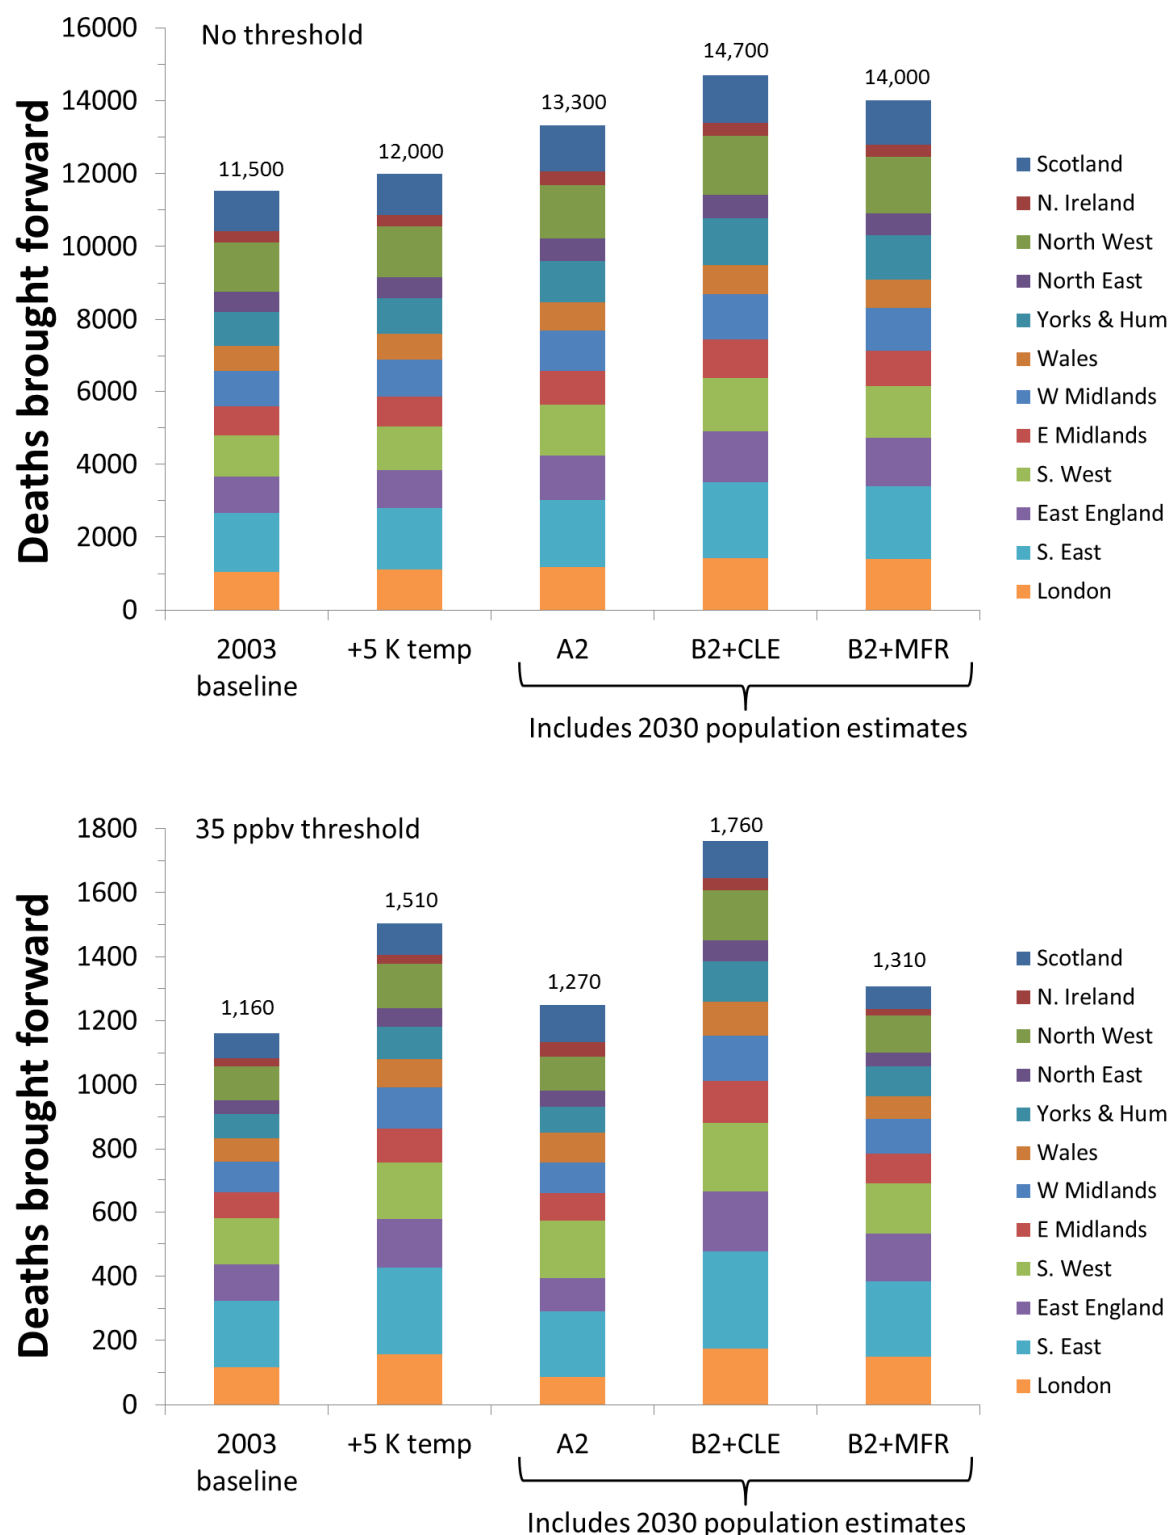 No threshold
Deaths brought forward
16000
14000
12000
10000
8000
6000
4000
2000
0
11,500
12,000
13,300
14,700
14,000
2003 baseline
+5 K temp
A2
B2+CLE
B2+MFR
Includes 2030 population estimates
Scotland
N. Ireland
North West
North East
Yorks & Hum
Wales
W Midlands
E Midlands
S. West
East England
S. East
London
35 ppbv threshold
Deaths brought forward
1800
1600
1400
1200
1000
800
600
400
200
0
1,160
1,510
1,270
1,760
1,310
2003 baseline
+5 K temp
A2
B2+CLE
B2+MFR
Includes 2030 population estimates
Scotland
N. Ireland
North West
North East
Yorks & Hum
Wales
W Midlands
E Midlands
S. West
East England
S. East
London